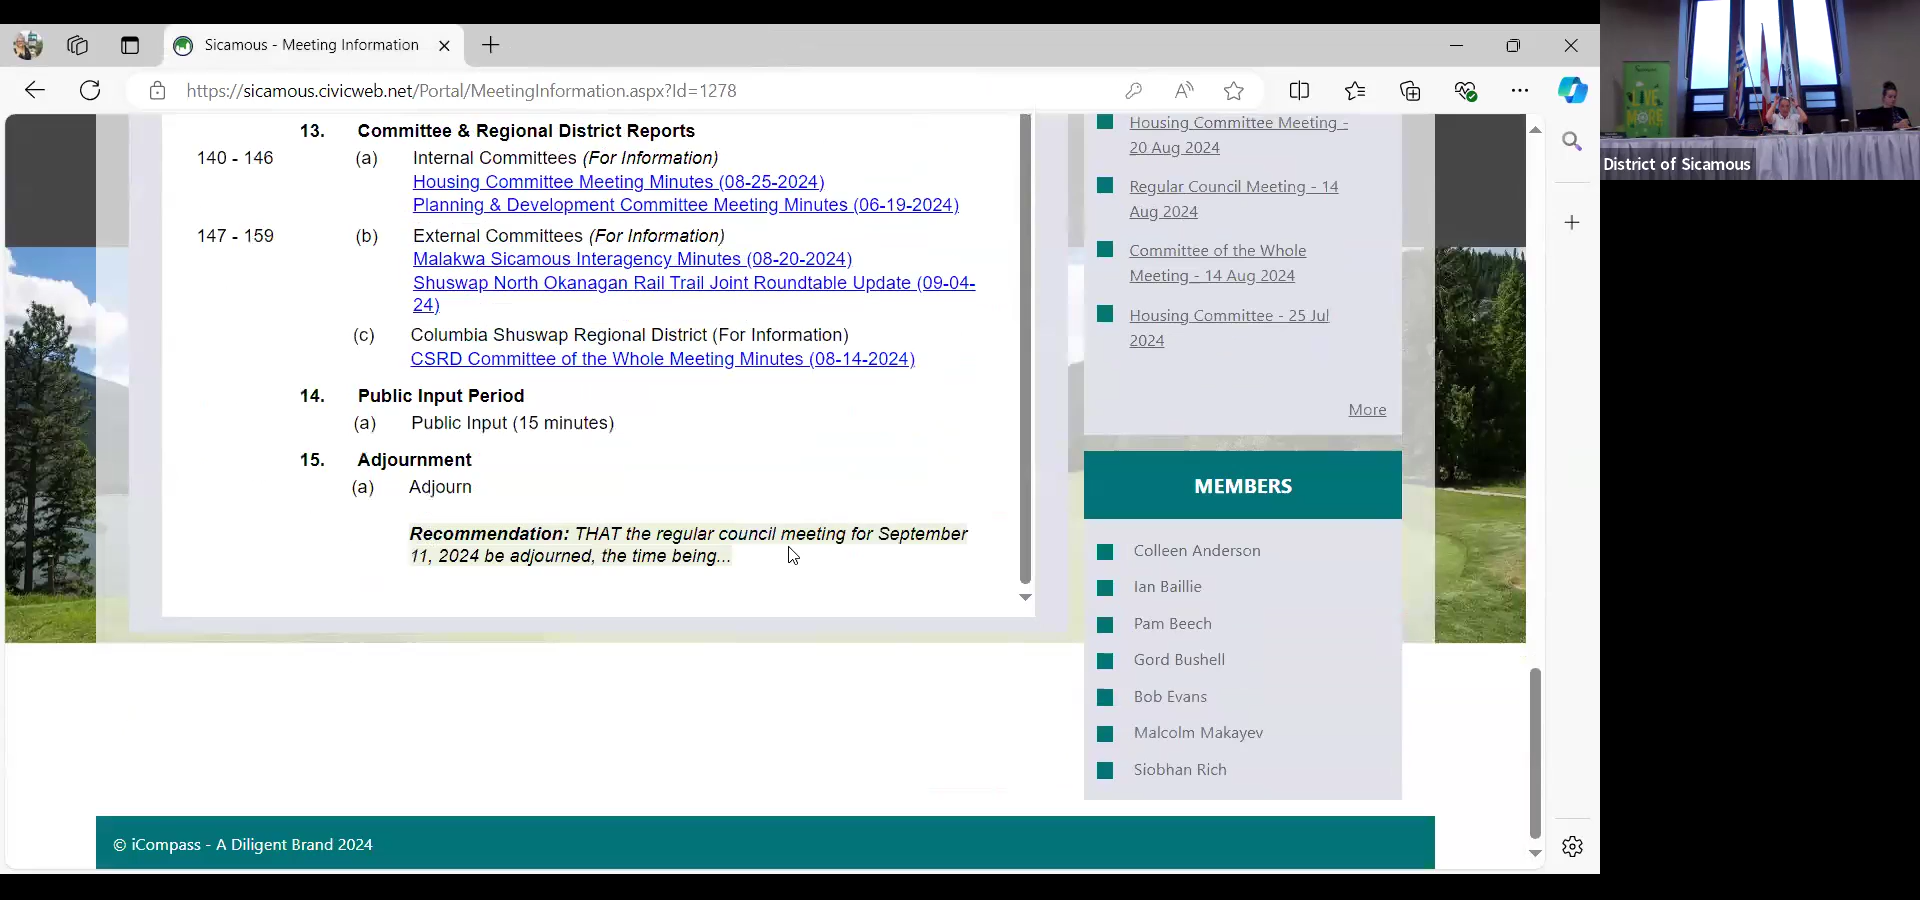 Sicamous - Meeting Information
https://sicamous.civicweb.net/Portal/MeetingInformation.aspx?Id=1278
13. Committee & Regional District Reports
140 - 146 (a) Internal Committees (For Information)
Housing Committee Meeting Minutes (08-25-2024)
Planning & Development Committee Meeting Minutes (06-19-2024)
147 - 159 (b) External Committees (For Information)
Malakwa Sicamous Interagency Minutes (08-20-2024)
Shuswap North Okanagan Rail Trail Joint Roundtable Update (09-04-
24)
(c) Columbia Shuswap Regional District (For Information)
CSRD Committee of the Whole Meeting Minutes (08-14-2024)
14. Public Input Period
(a) Public Input (15 minutes)
15. Adjournment
(a) Adjourn
Recommendation: THAT the regular council meeting for September
11, 2024 be adjourned, the time being...
Housing Committee Meeting -
20 Aug 2024
Regular Council Meeting - 14
Aug 2024
Committee of the Whole
Meeting - 14 Aug 2024
Housing Committee - 25 Jul
2024
More
MEMBERS
Colleen Anderson
Ian Baillie
Pam Beech
Gord Bushell
Bob Evans
Malcolm Makayev
Siobhan Rich
© iCompass - A Diligent Brand 2024
LIVE
MORE
District of Sicamous